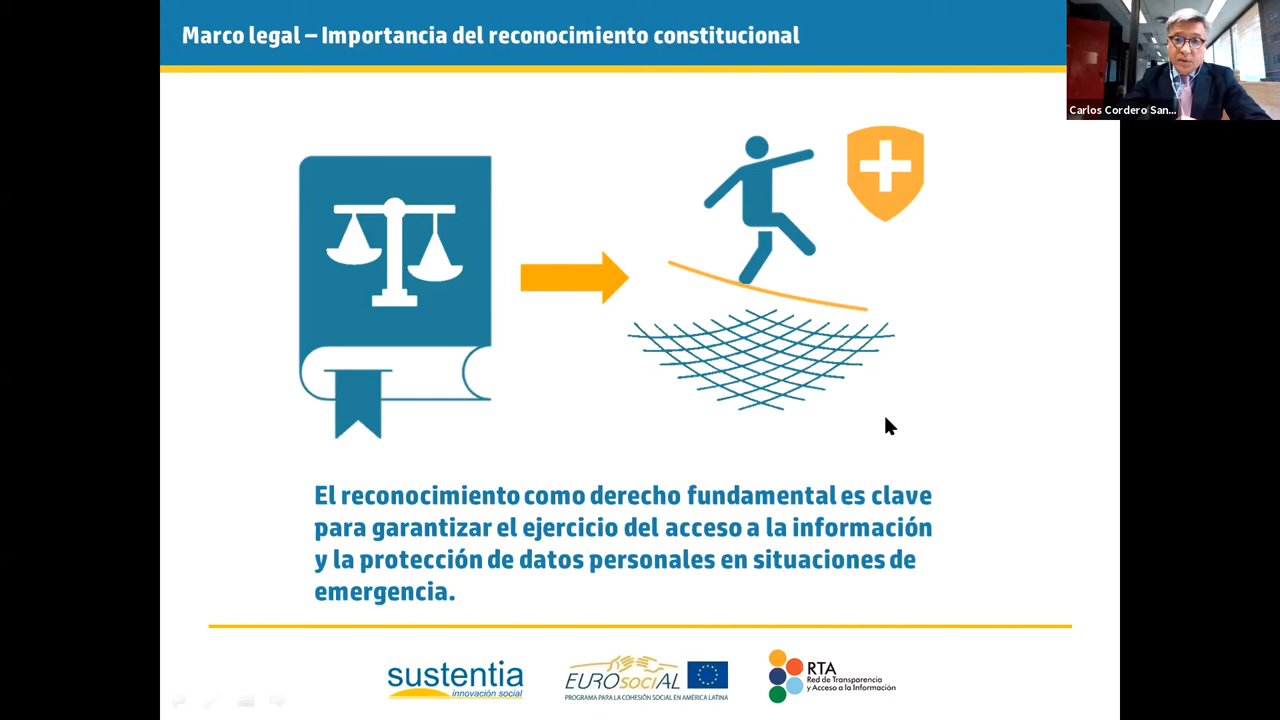 Marco legal – Importancia del reconocimiento constitucional
Carlos Cordero San...
El reconocimiento como derecho fundamental es clave
para garantizar el ejercicio del acceso a la información
y la protección de datos personales en situaciones de
emergencia.
sustentia
innovación social
EUROsociAL
PROGRAMA PARA LA COHESIÓN SOCIAL EN AMÉRICA LATINA
RTA
Red de Transparencia
y Acceso a la Información